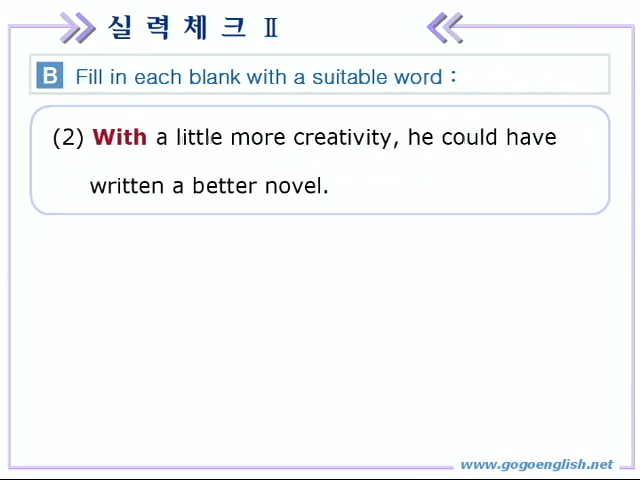 실 력 체 크 Ⅱ
B Fill in each blank with a suitable word :
(2) With a little more creativity, he could have
written a better novel.
www.gogoenglish.net